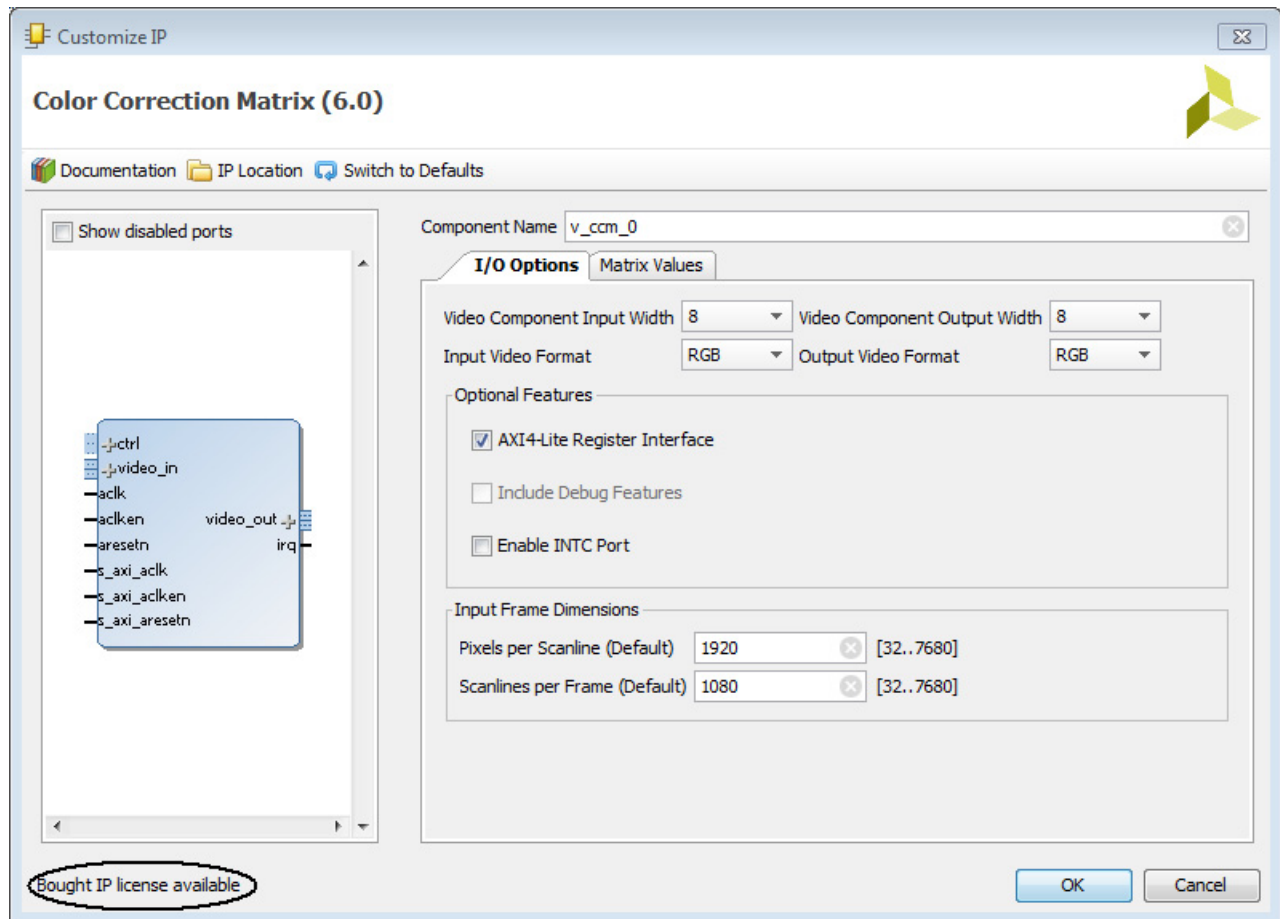 Customize IP
Color Correction Matrix (6.0)
Documentation IP Location Switch to Defaults
Show disabled ports
Component Name v_ccm_0
I/O Options Matrix Values
Video Component Input Width 8 Video Component Output Width 8
Input Video Format RGB Output Video Format RGB
Optional Features
AXI4-Lite Register Interface
Include Debug Features
Enable INTC Port
Input Frame Dimensions
Pixels per Scanline (Default) 1920 [32..7680]
Scanlines per Frame (Default) 1080 [32..7680]
ctrl
video_in
aclk
aclken video_out
aresetn irq
s_axi_aclk
s_axi_aclken
s_axi_aresetn
Bought IP license available
OK Cancel